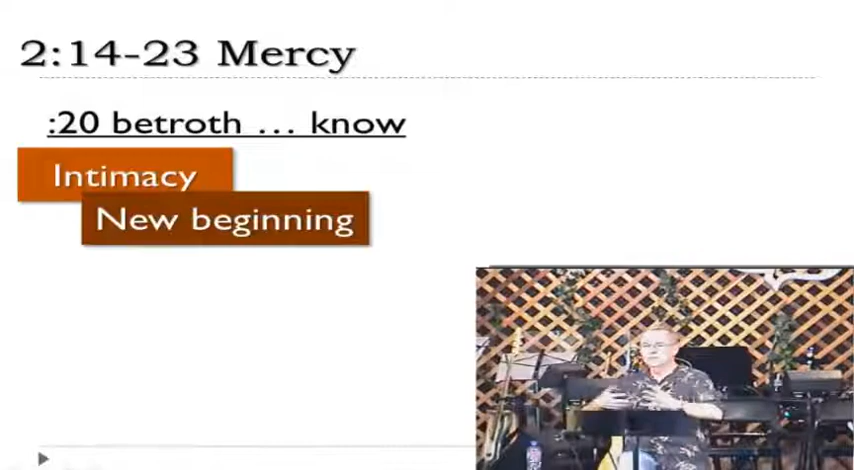 2:14-23 Mercy
:20 betroth … know
Intimacy
New beginning